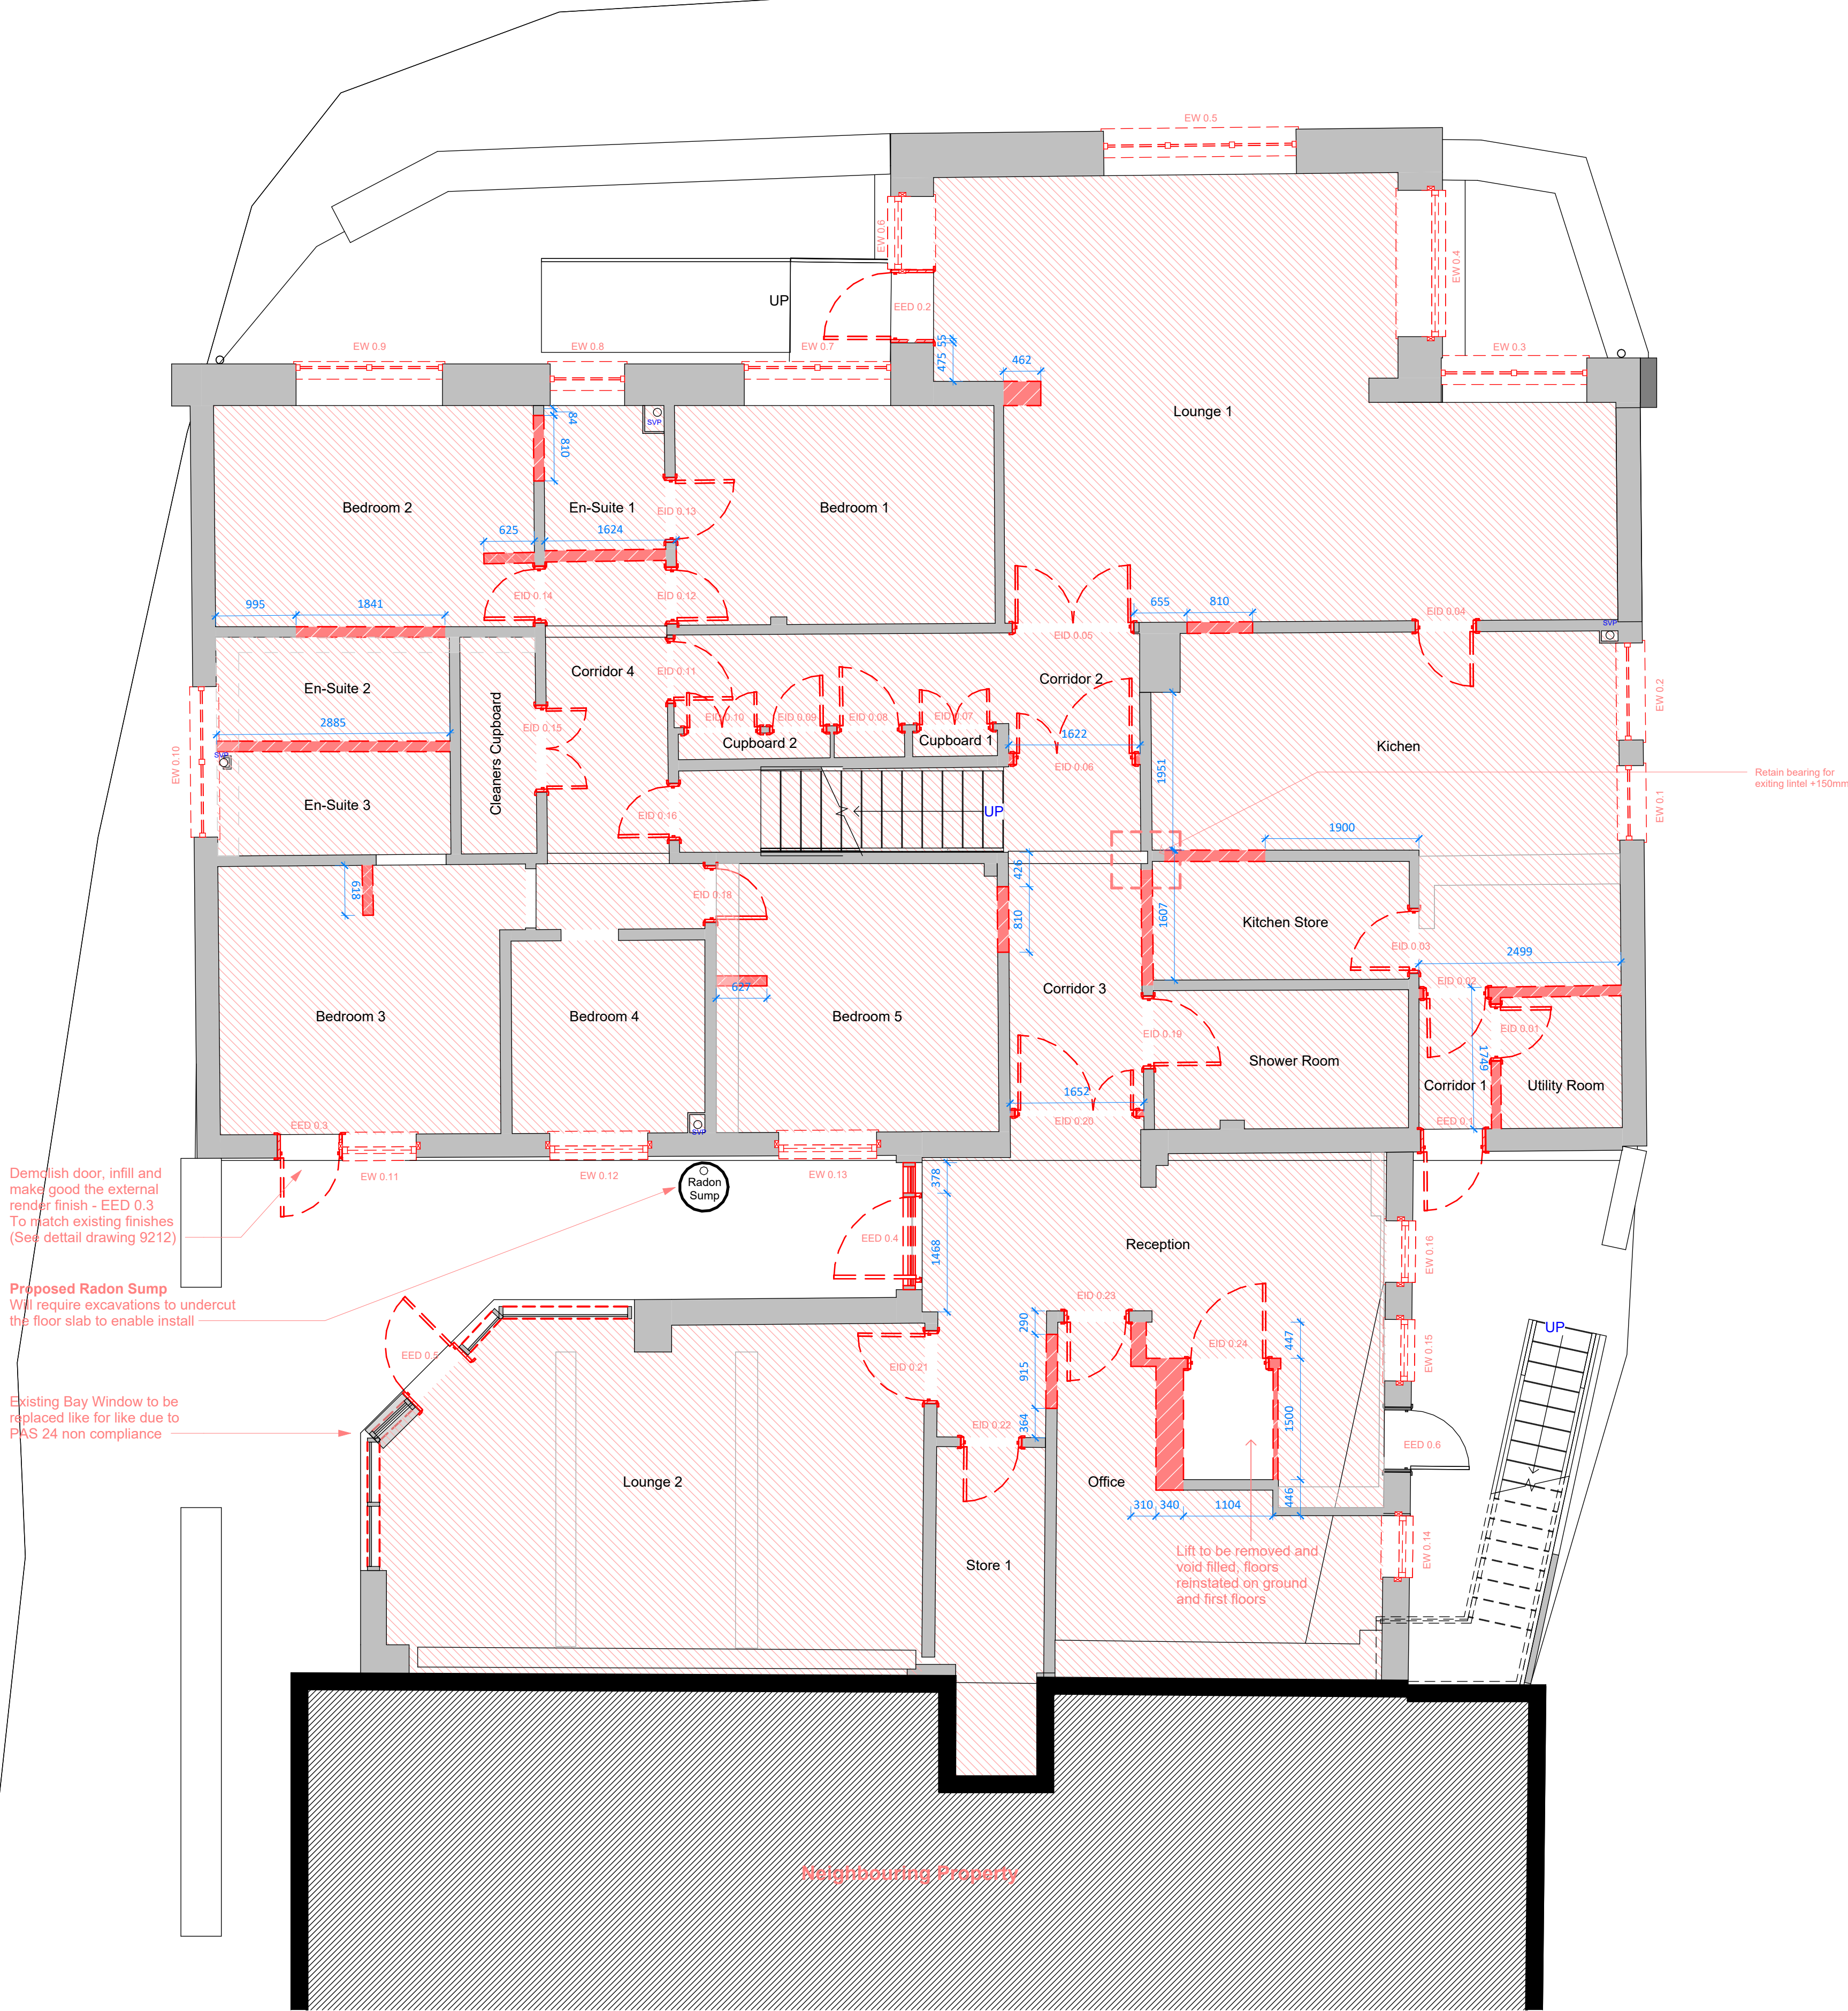 EW 0.5
EW 0.6
EW 0.4
UP
EED 0.2
EW 0.9
EW 0.8
EW 0.7
EW 0.3
55
475
462
Lounge 1
84
SVP
810
Bedroom 2
En-Suite 1
EID 0.13
Bedroom 1
625
1624
EID 0.14
EID 0.12
995
1841
655
810
EID 0.04
EID 0.05
SVP
Corridor 4
EID 0.11
Corridor 2
En-Suite 2
EW 0.2
Cleaners Cupboard
2885
EID 0.15
EID 0.10
EID 0.09
EID 0.08
EID 0.07
Cupboard 2
Cupboard 1
1622
Kichen
SVP
EW 0.10
EID 0.06
1951
Retain bearing for
exiting lintel +150mm
En-Suite 3
EID 0.16
UP
EW 0.1
1900
426
618
EID 0.18
810
1607
Kitchen Store
EID 0.03
2499
627
Corridor 3
EID 0.02
Bedroom 3
Bedroom 4
Bedroom 5
EID 0.19
EID 0.01
1749
Shower Room
1652
Corridor 1
Utility Room
EED 0.3
SVP
EID 0.20
EED 0.1
EW 0.11
EW 0.12
EW 0.13
Demolish door, infill and
make good the external
render finish - EED 0.3
To match existing finishes
(See dettail drawing 9212)
Radon
Sump
378
EED 0.4
1468
Reception
EW 0.16
Proposed Radon Sump
Will require excavations to undercut
the floor slab to enable install
290
EID 0.23
EID 0.24
447
EW 0.15
UP
EED 0.5
EID 0.21
915
Existing Bay Window to be
replaced like for like due to
PAS 24 non compliance
364
EID 0.22
1500
EED 0.6
Lounge 2
Office
446
310
340
1104
EW 0.14
Store 1
Lift to be removed and
void filled, floors
reinstated on ground
and first floors
Neighbouring Property